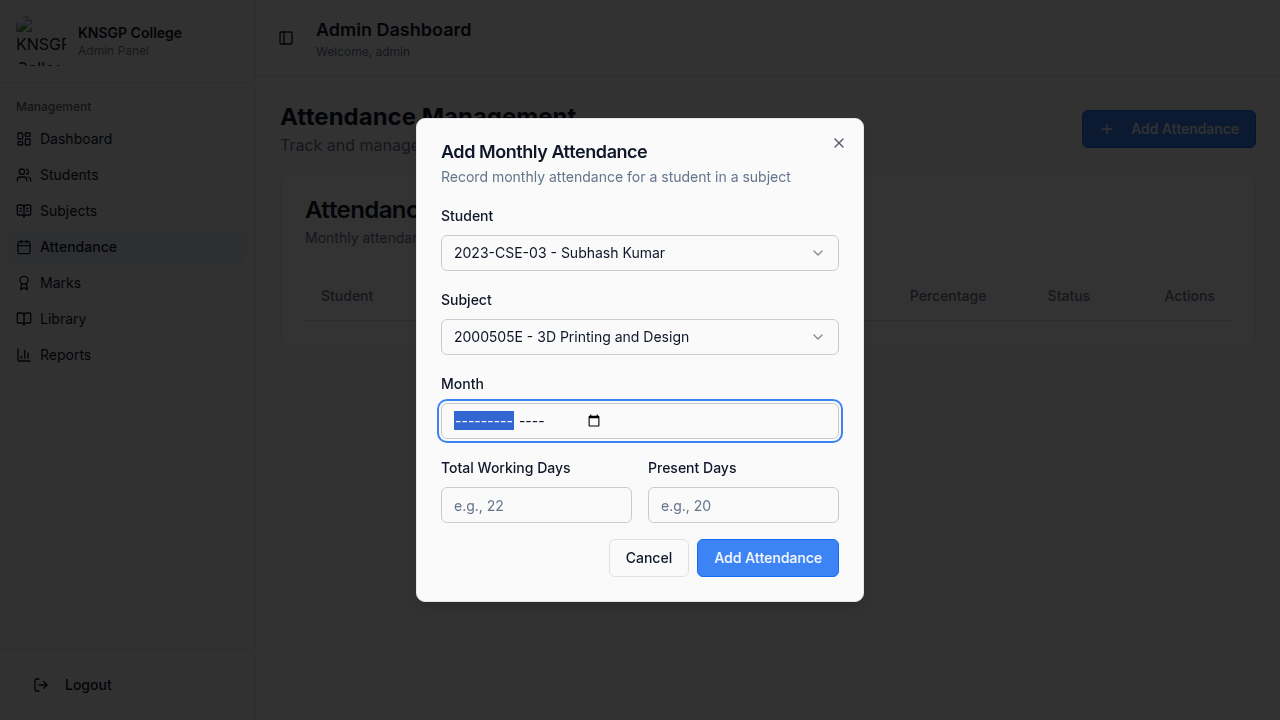 KNSGP College
KNSGP College
Admin Panel
Admin Dashboard
Welcome, admin
Management
Dashboard
Students
Subjects
Attendance
Marks
Library
Reports
Logout
Attendance Management
Track and manage
Add Attendance
Monthly
Student
Percentage
Status
Actions
Add Monthly Attendance
Record monthly attendance for a student in a subject
Student
2023-CSE-03 - Subhash Kumar
Subject
2000505E - 3D Printing and Design
Month
--------- ----
Total Working Days
Present Days
e.g., 22
e.g., 20
Cancel
Add Attendance